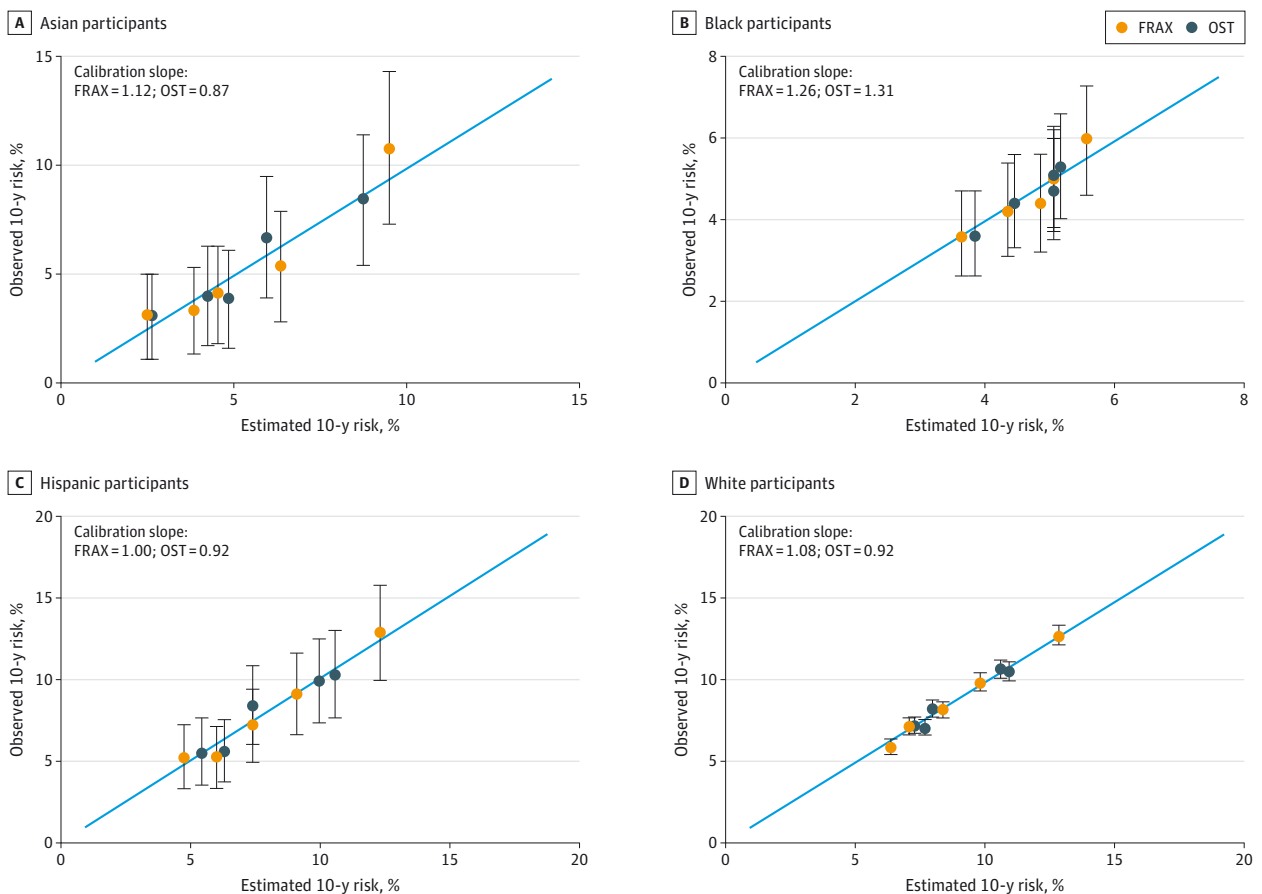 A Asian participants
15
10
5
0
Observed 10-y risk, %
Calibration slope:
FRAX = 1.12; OST = 0.87
0 5 10 15
Estimated 10-y risk, %
B Black participants
FRAX OST
8
6
4
2
0
Observed 10-y risk, %
Calibration slope:
FRAX = 1.26; OST = 1.31
0 2 4 6 8
Estimated 10-y risk, %
C Hispanic participants
20
15
10
5
0
Observed 10-y risk, %
Calibration slope:
FRAX = 1.00; OST = 0.92
0 5 10 15 20
Estimated 10-y risk, %
D White participants
20
15
10
5
0
Observed 10-y risk, %
Calibration slope:
FRAX = 1.08; OST = 0.92
0 5 10 15 20
Estimated 10-y risk, %